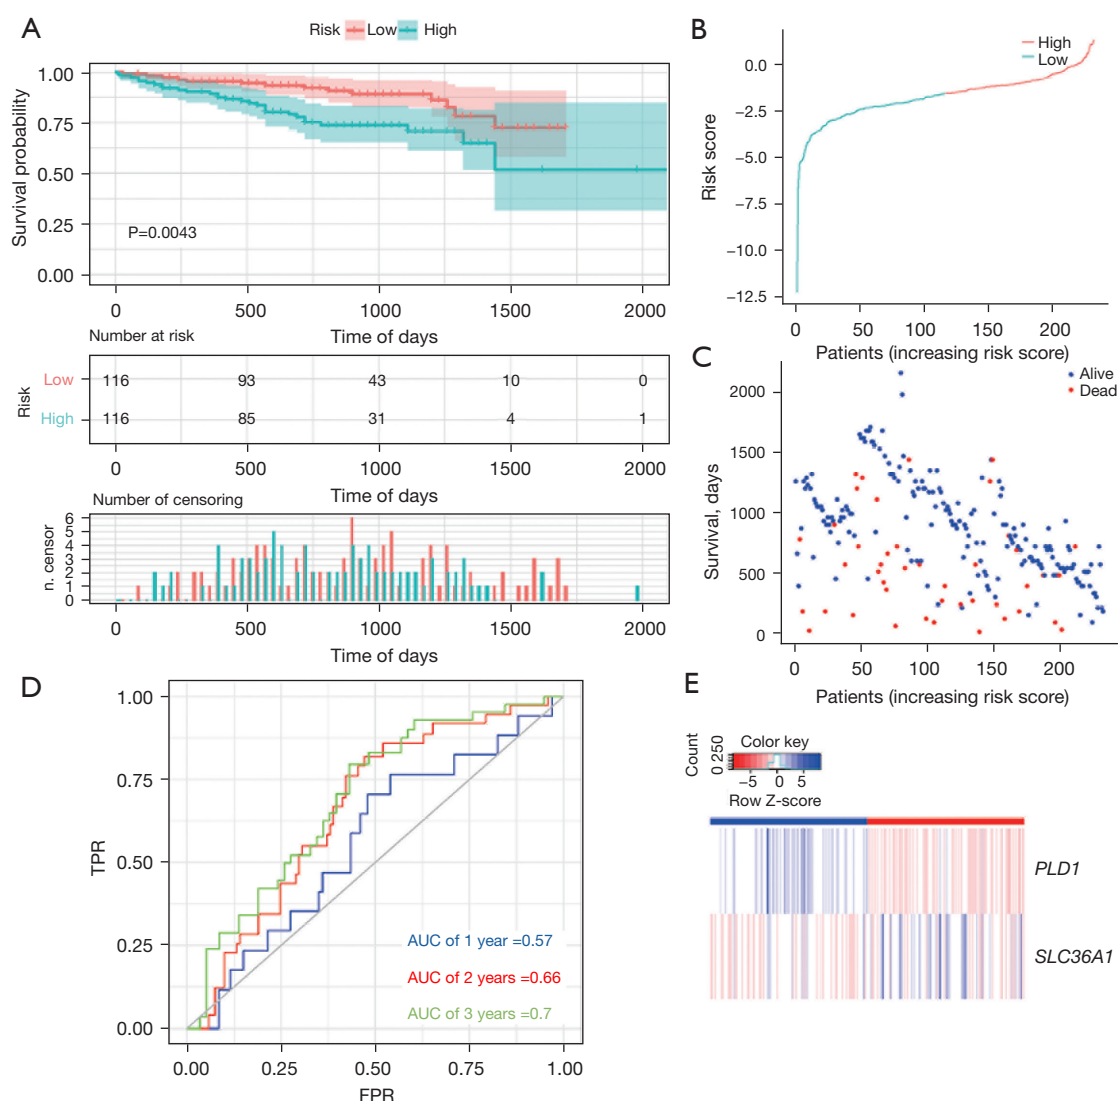 A
Risk Low High
1.00
0.75
0.50
0.25
0.00
Survival probability
P=0.0043
0 500 1000 1500 2000
Time of days
Number at risk
Risk
Low 116 93 43 10 0
High 116 85 31 4 1
0 500 1000 1500 2000
Time of days
Number of censoring
n. censor
6
5
4
3
2
1
0
0 500 1000 1500 2000
Time of days
B
High
Low
0.0
−2.5
−5.0
−7.5
−10.0
−12.5
Risk score
0 50 100 150 200
Patients (increasing risk score)
C
Alive
Dead
2000
1500
1000
500
0
Survival, days
0 50 100 150 200
Patients (increasing risk score)
D
1.00
0.75
0.50
0.25
0.00
TPR
AUC of 1 year =0.57
AUC of 2 years =0.66
AUC of 3 years =0.7
0.00 0.25 0.50 0.75 1.00
FPR
E
Color key
Count
0 250
−5 0 5
Row Z-score
PLD1
SLC36A1